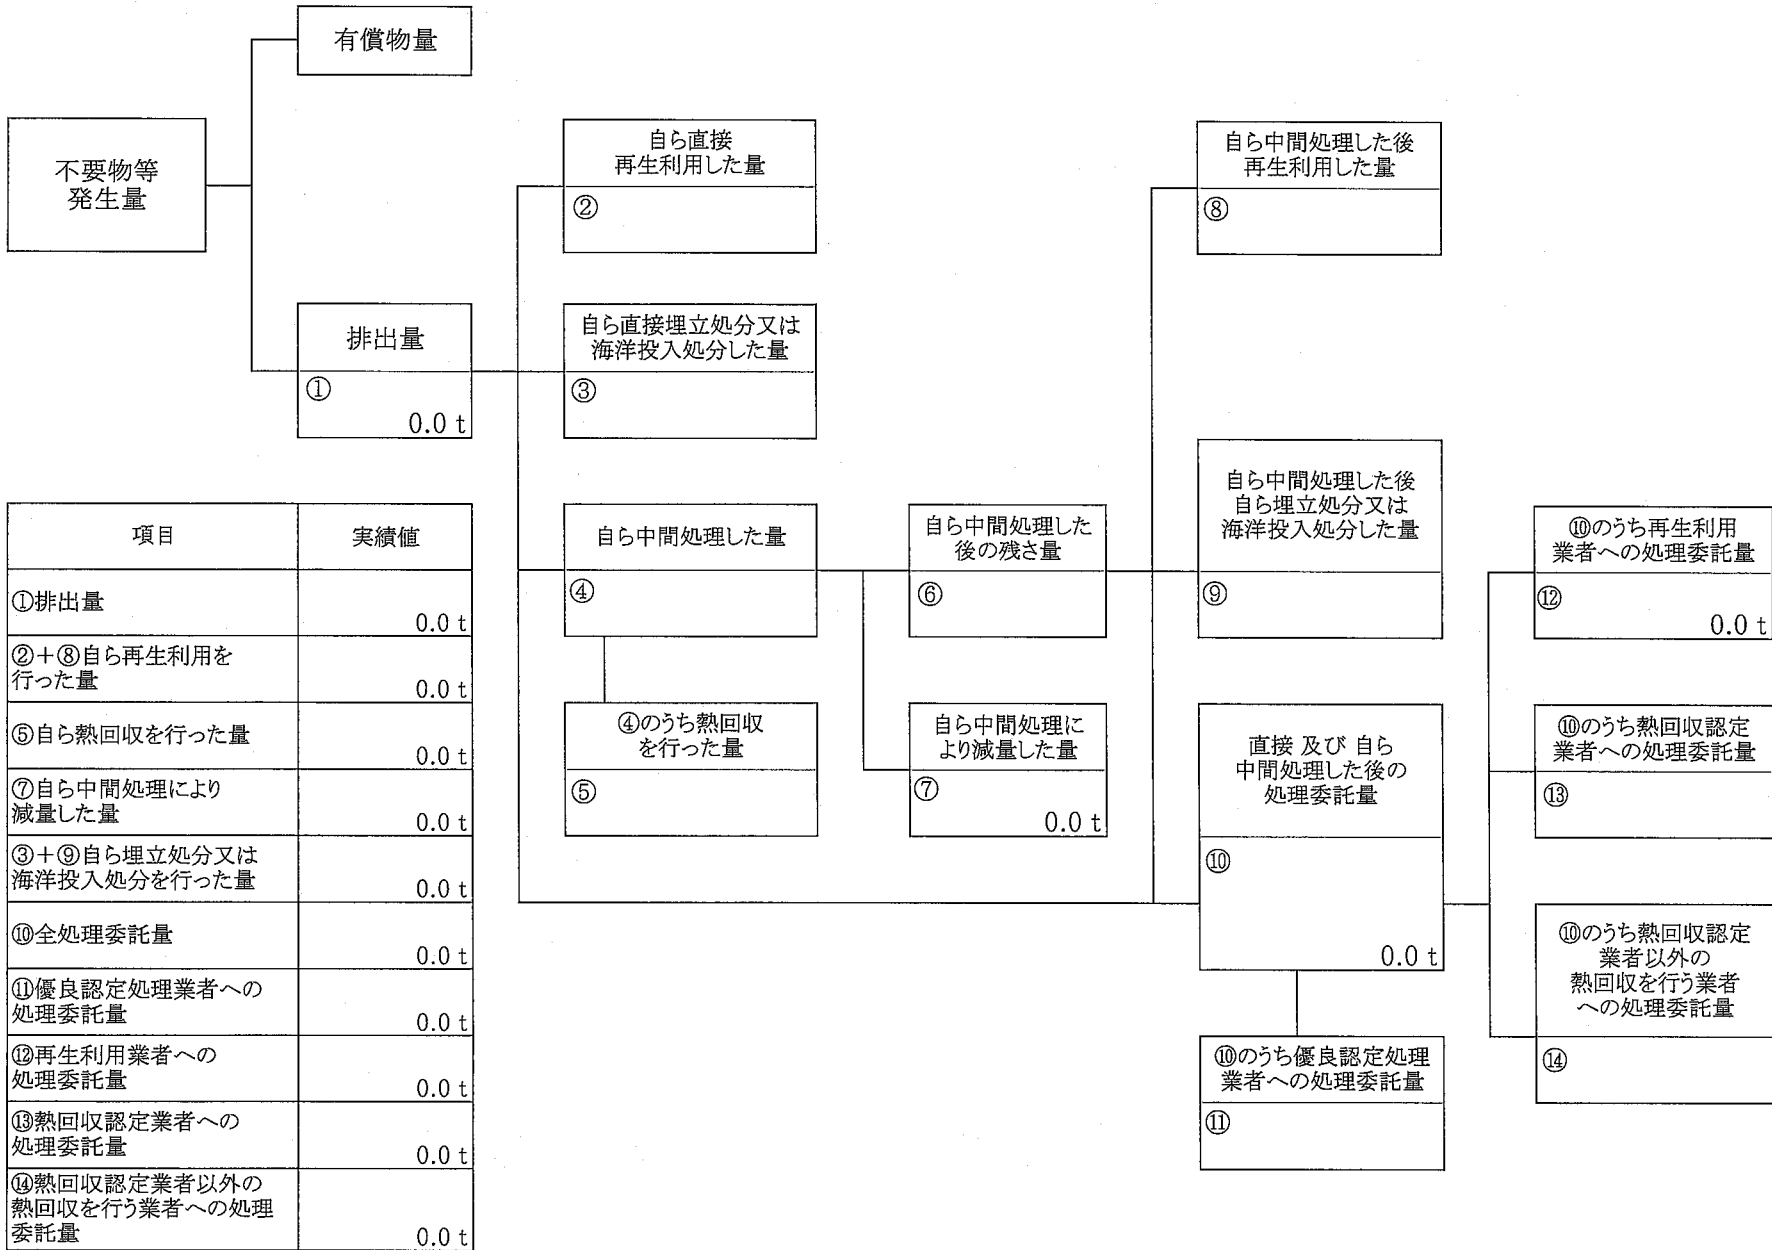 有償物量
不要物等
発生量
排出量
①
0.0 t
自ら直接
再生利用した量
②
自ら直接埋立処分又は
海洋投入処分した量
③
自ら中間処理した量
④
④のうち熱回収
を行った量
⑤
自ら中間処理した
後の残さ量
⑥
自ら中間処理に
より減量した量
⑦
0.0 t
自ら中間処理した後
再生利用した量
⑧
自ら中間処理した後
自ら埋立処分又は
海洋投入処分した量
⑨
直接 及び 自ら
中間処理した後の
処理委託量
⑩
0.0 t
⑩のうち優良認定処理
業者への処理委託量
⑪
⑩のうち再生利用
業者への処理委託量
⑫
0.0 t
⑩のうち熱回収認定
業者への処理委託量
⑬
⑩のうち熱回収認定
業者以外の
熱回収を行う業者
への処理委託量
⑭
項目 実績値
①排出量
0.0 t
②+⑧自ら再生利用を
行った量
0.0 t
⑤自ら熱回収を行った量
0.0 t
⑦自ら中間処理により
減量した量
0.0 t
③+⑨自ら埋立処分又は
海洋投入処分を行った量
0.0 t
⑩全処理委託量
0.0 t
⑪優良認定処理業者への
処理委託量
0.0 t
⑫再生利用業者への
処理委託量
0.0 t
⑬熱回収認定業者への
処理委託量
0.0 t
⑭熱回収認定業者以外の
熱回収を行う業者への処理
委託量
0.0 t